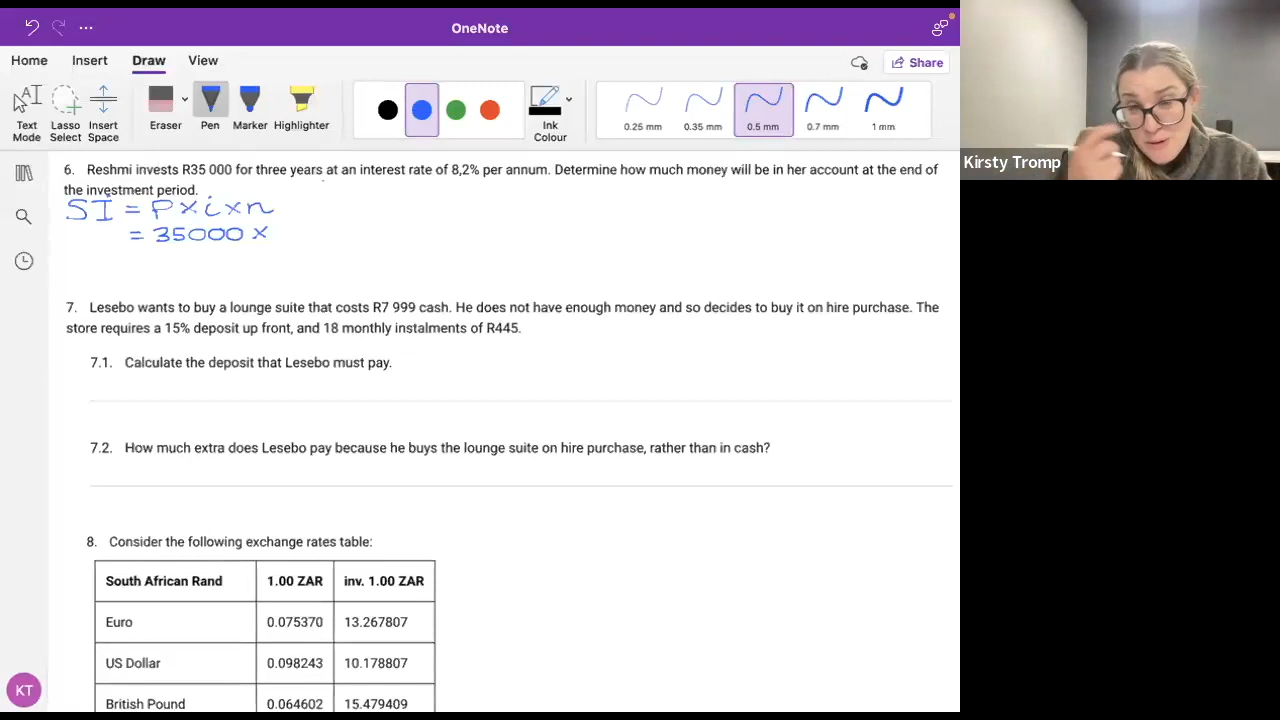 OneNote
Home Insert Draw View
Share
Text Mode
Lasso Select
Insert Space
Eraser
Pen
Marker
Highlighter
Ink Colour
0.25 mm
0.35 mm
0.5 mm
0.7 mm
1 mm
Kirsty Tromp
6. Reshmi invests R35 000 for three years at an interest rate of 8,2% per annum. Determine how much money will be in her account at the end of
the investment period.
SI = P × i × n
= 35000 ×
7. Lesebo wants to buy a lounge suite that costs R7 999 cash. He does not have enough money and so decides to buy it on hire purchase. The
store requires a 15% deposit up front, and 18 monthly instalments of R445.
7.1. Calculate the deposit that Lesebo must pay.
7.2. How much extra does Lesebo pay because he buys the lounge suite on hire purchase, rather than in cash?
8. Consider the following exchange rates table:
South African Rand 1.00 ZAR inv. 1.00 ZAR
Euro 0.075370 13.267807
US Dollar 0.098243 10.178807
British Pound 0.064602 15.479409
KT